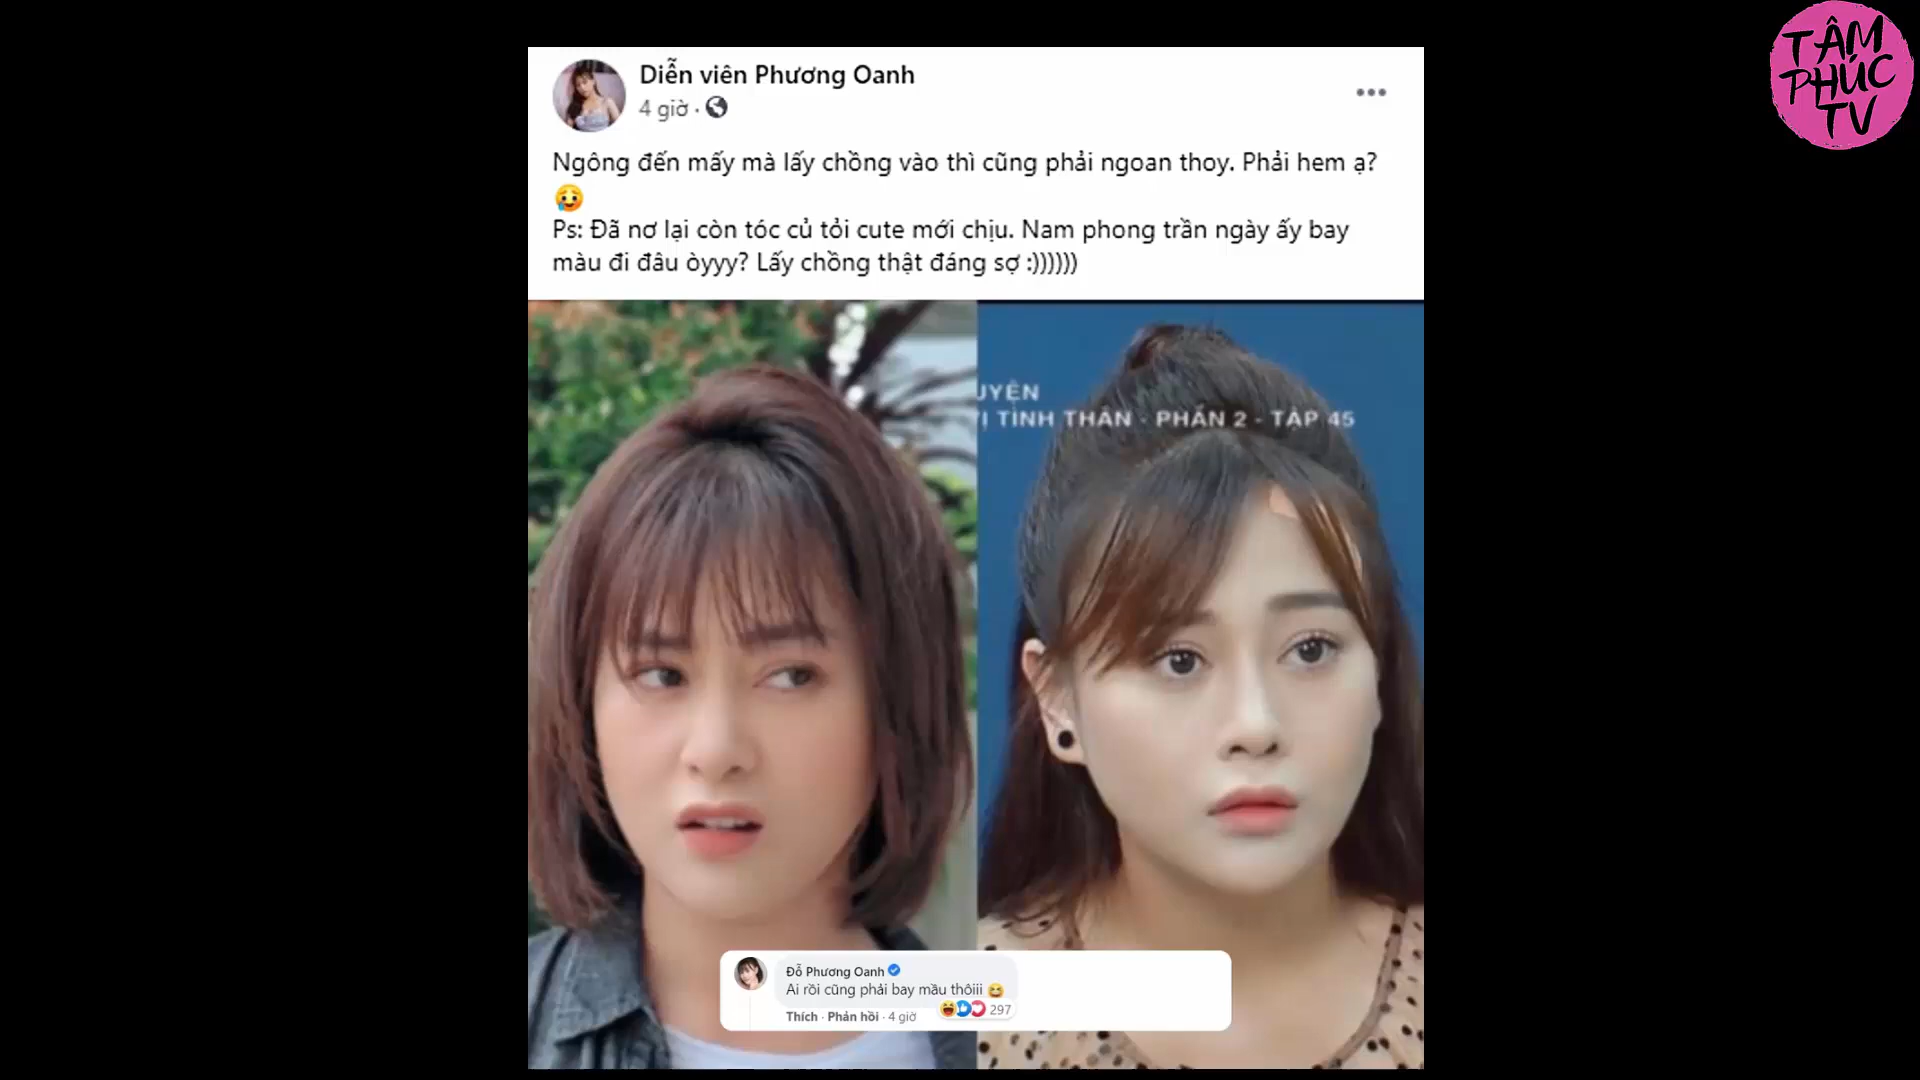 TÂM
PHÚC
TV
Diễn viên Phương Oanh
4 giờ ·
Ngông đến mấy mà lấy chồng vào thì cũng phải ngoan thoy. Phải hem ạ?
🥲
Ps: Đã nơ lại còn tóc củ tỏi cute mới chịu. Nam phong trần ngày ấy bay
màu đi đâu òyyy? Lấy chồng thật đáng sợ :))))))
UYỆN
Ị TÌNH THÂN - PHẦN 2 - TẬP 45
Đỗ Phương Oanh
Ai rồi cũng phải bay mầu thôiii 😆
Thích · Phản hồi · 4 giờ
297